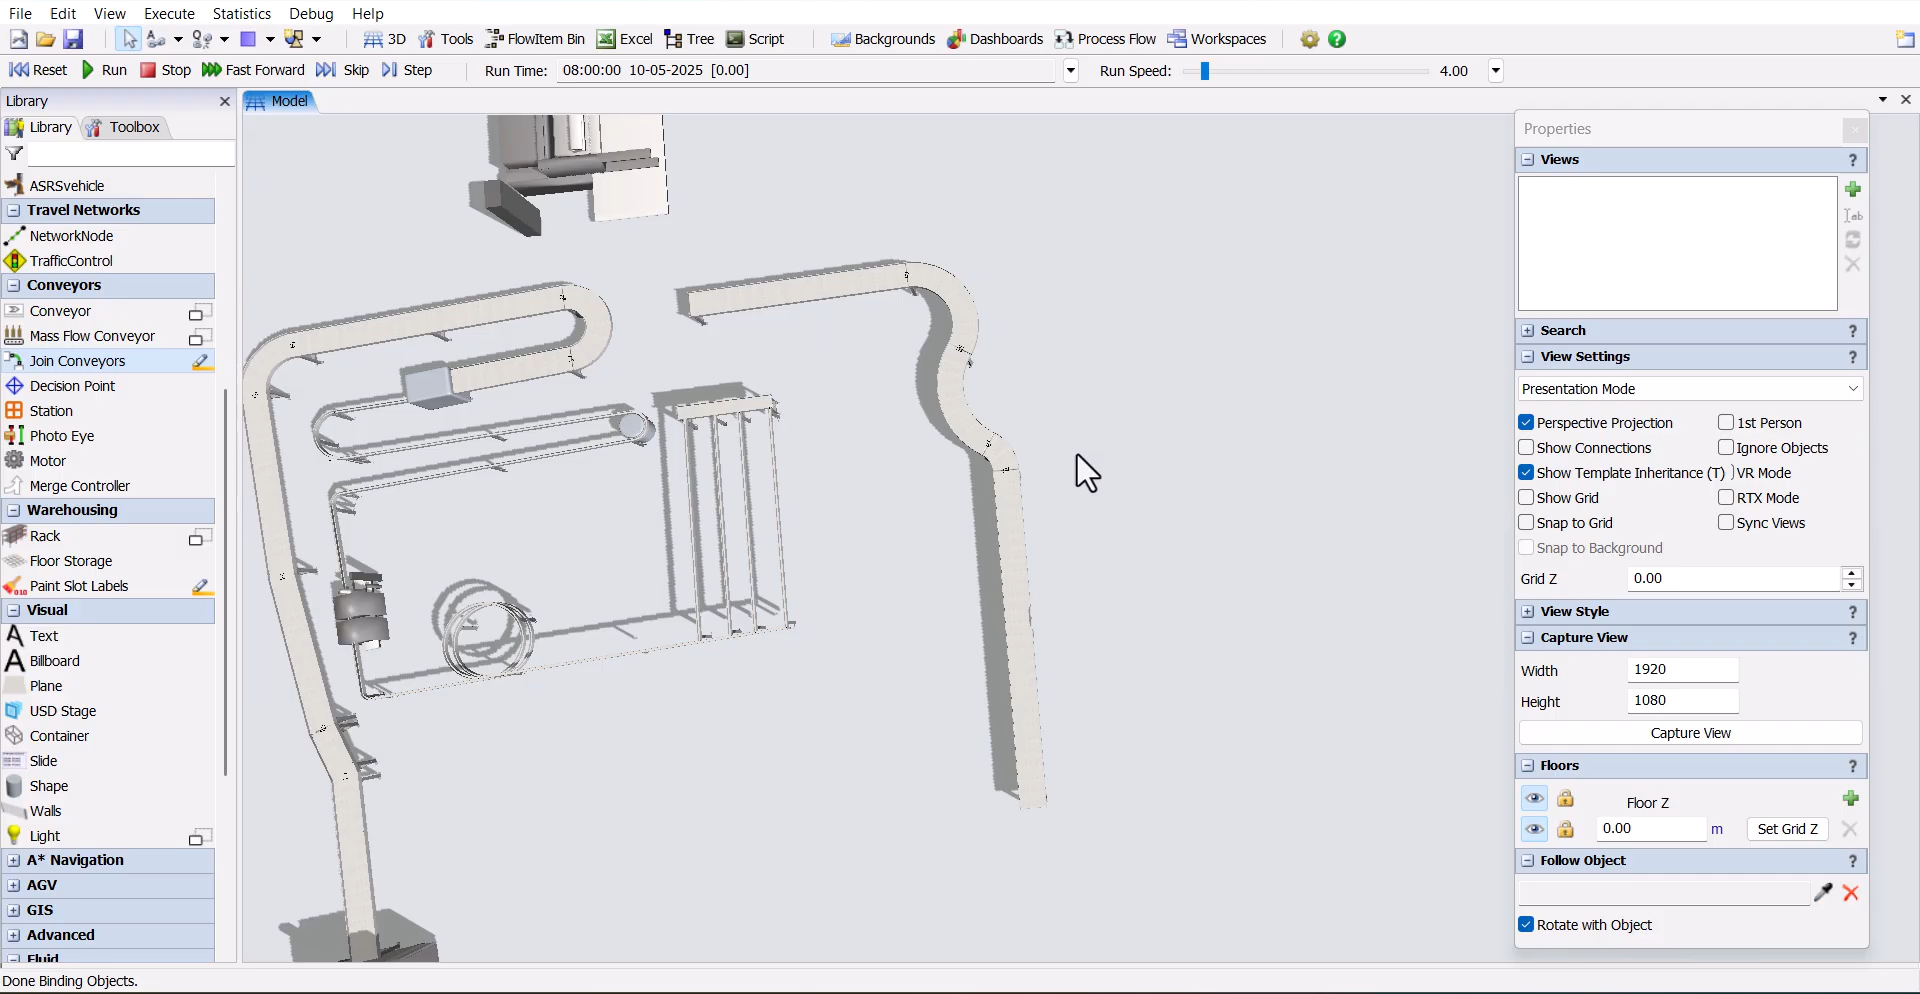 File Edit View Execute Statistics Debug Help
3D Tools FlowItem Bin Excel Tree Script Backgrounds Dashboards Process Flow Workspaces
Reset Run Stop Fast Forward Skip Step Run Time: 08:00:00 10-05-2025 [0.00] Run Speed: 4.00
Library
Model
Library Toolbox
ASRSvehicle
Travel Networks
NetworkNode
TrafficControl
Conveyors
Conveyor
Mass Flow Conveyor
Join Conveyors
Decision Point
Station
Photo Eye
Motor
Merge Controller
Warehousing
Rack
Floor Storage
Paint Slot Labels
Visual
Text
Billboard
Plane
USD Stage
Container
Slide
Shape
Walls
Light
A* Navigation
AGV
GIS
Advanced
Fluid
Properties
Views ?
Search ?
View Settings ?
Presentation Mode
Perspective Projection 1st Person
Show Connections Ignore Objects
Show Template Inheritance (T) VR Mode
Show Grid RTX Mode
Snap to Grid Sync Views
Snap to Background
Grid Z 0.00
View Style ?
Capture View ?
Width 1920
Height 1080
Capture View
Floors ?
Floor Z
0.00 m Set Grid Z
Follow Object ?
Rotate with Object
Done Binding Objects.